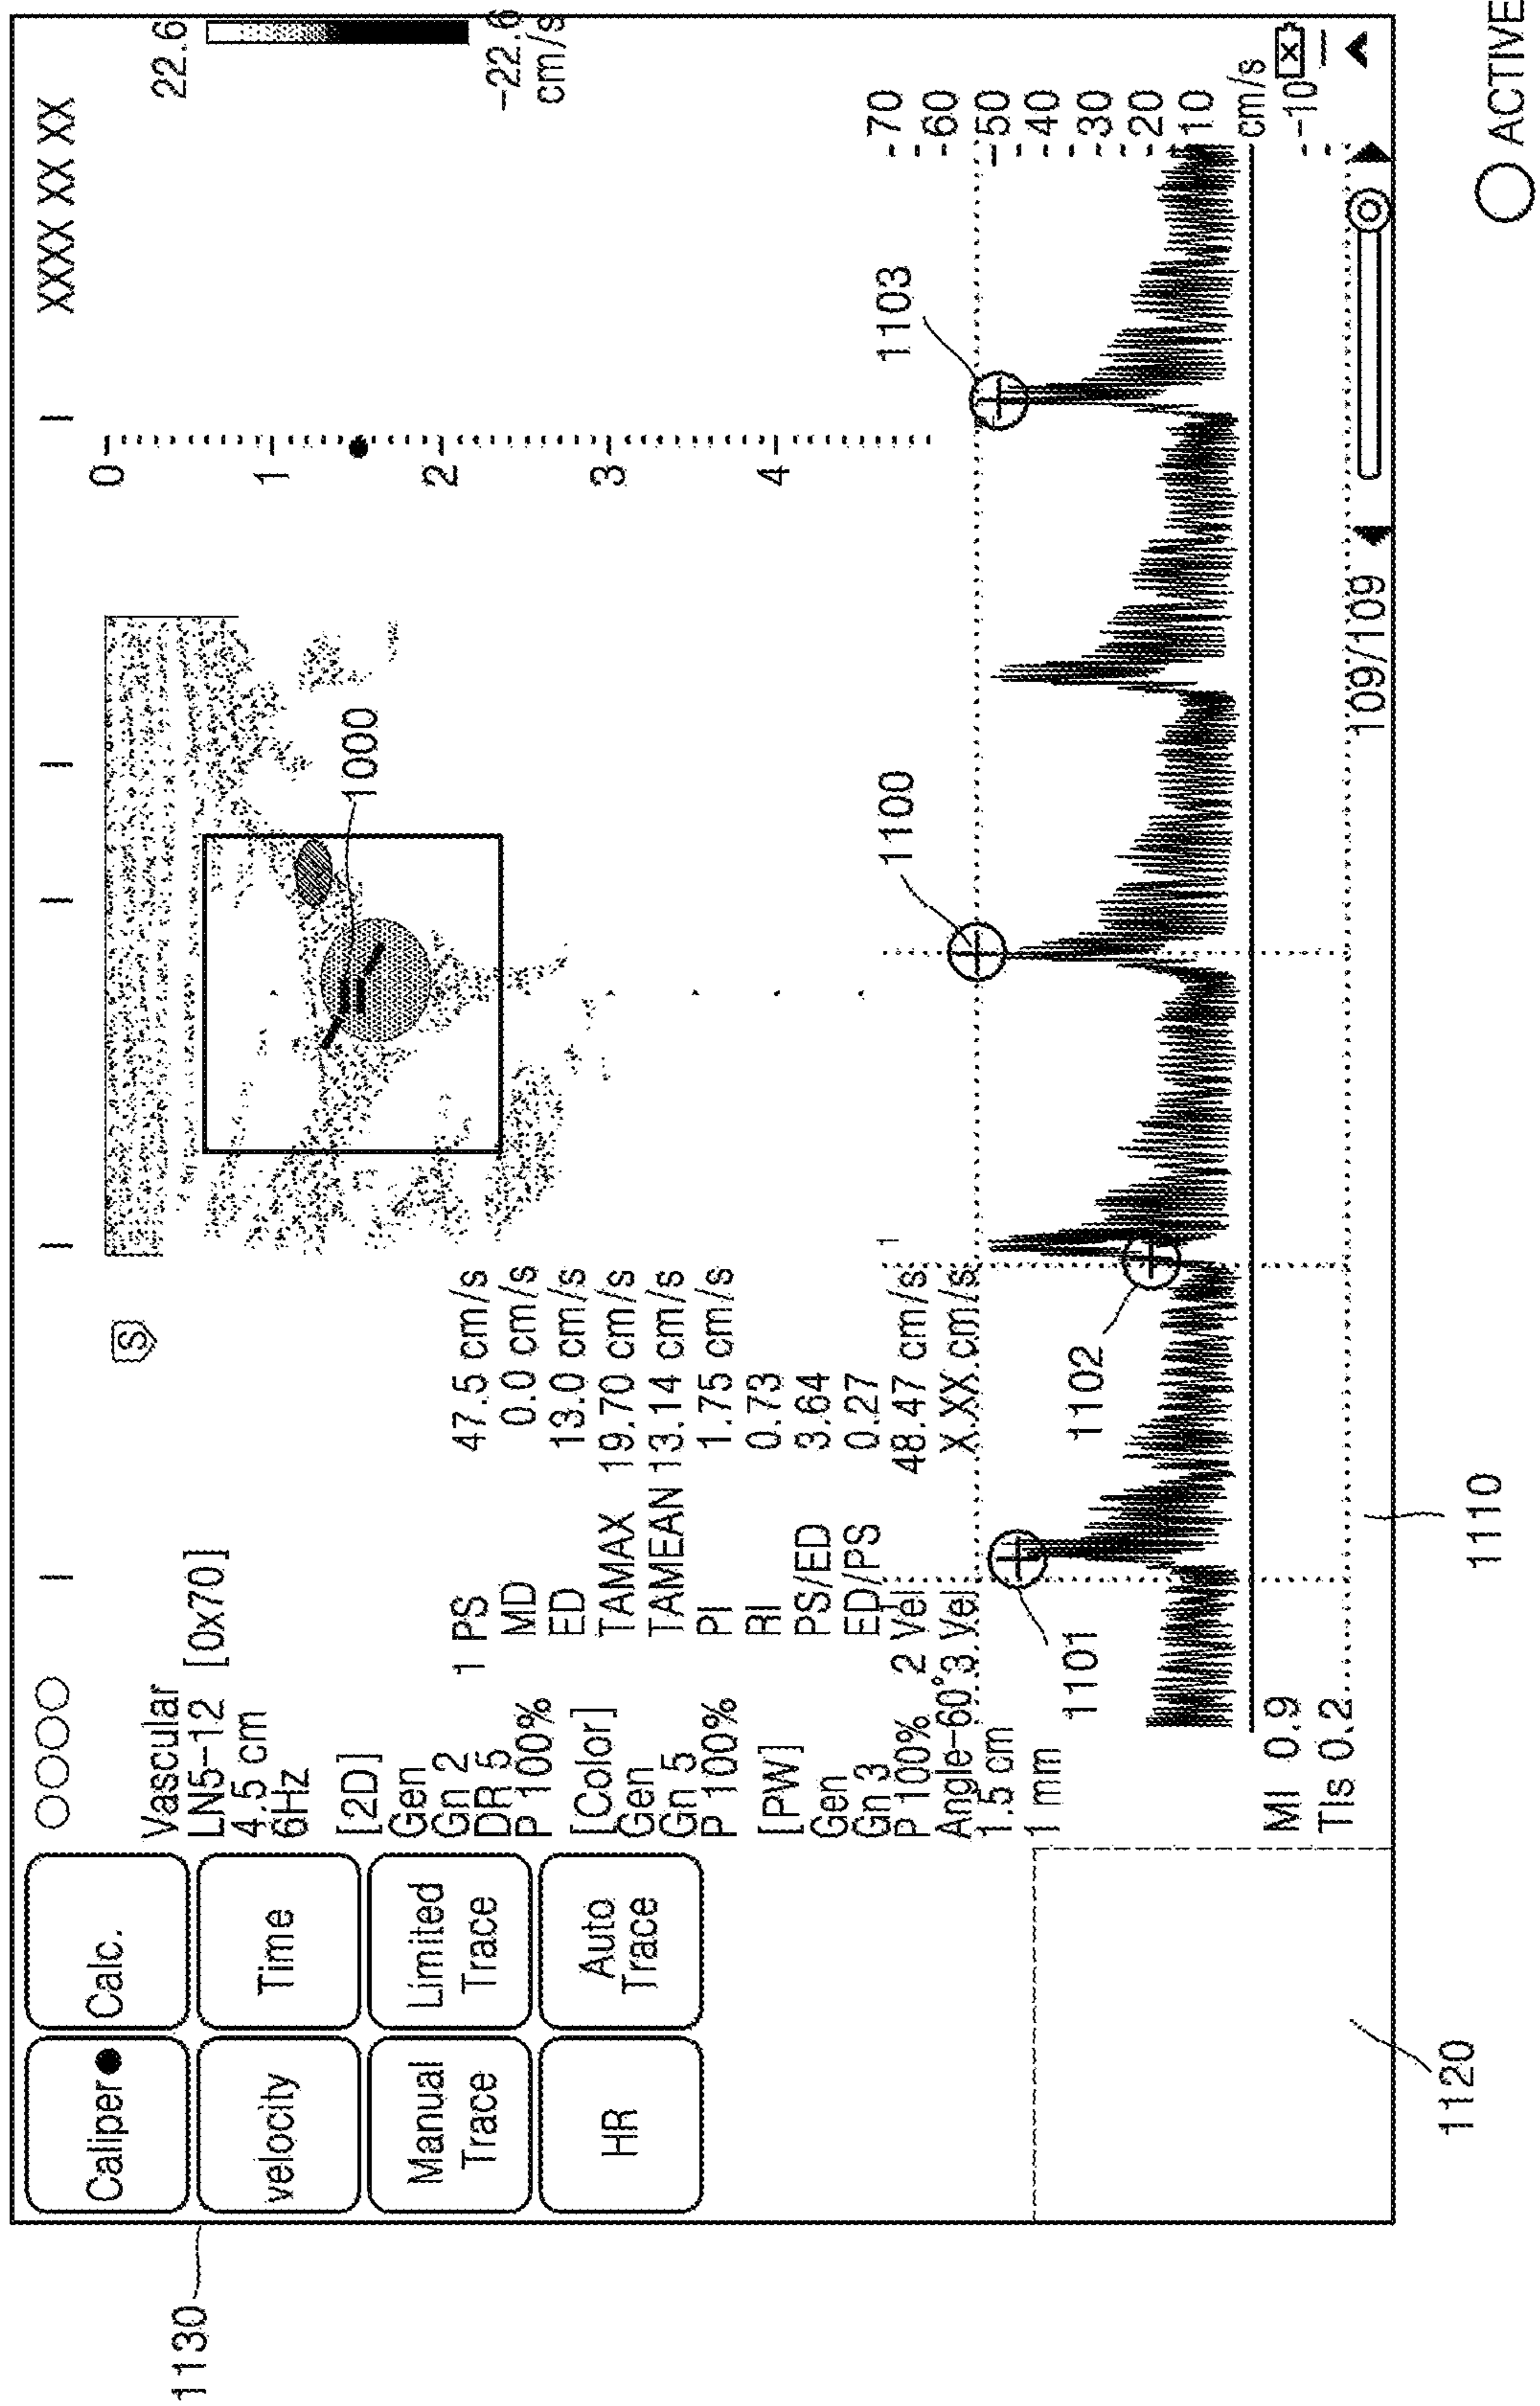 1130
Caliper Calc.
velocity Time
Manual Trace Limited Trace
HR Auto Trace
1120
XXXX XX XX
Vascular
LN5-12 [0x70]
4.5 cm
6Hz
[2D]
Gen
Gn 2
DR 5
P 100%
[Color]
Gen
Gn 5
P 100%
[PW]
Gen
Gn 3
P 100%
Angle-60°
1.5 cm
1 mm
S
1 PS 47.5 cm/s
MD 0.0 cm/s
ED 13.0 cm/s
TAMAX 19.70 cm/s
TAMEAN 13.14 cm/s
PI 1.75 cm/s
RI 0.73
PS/ED 3.64
ED/PS 0.27
2 Vel 48.47 cm/s
3 Vel X.XX cm/s
1
1000
0
1
2
3
4
22.6
-22.6
cm/s
1101
1102
1100
1103
-70
-60
-50
-40
-30
-20
-10
cm/s
-10
MI 0.9
TIs 0.2
109/109
1110
ACTIVE